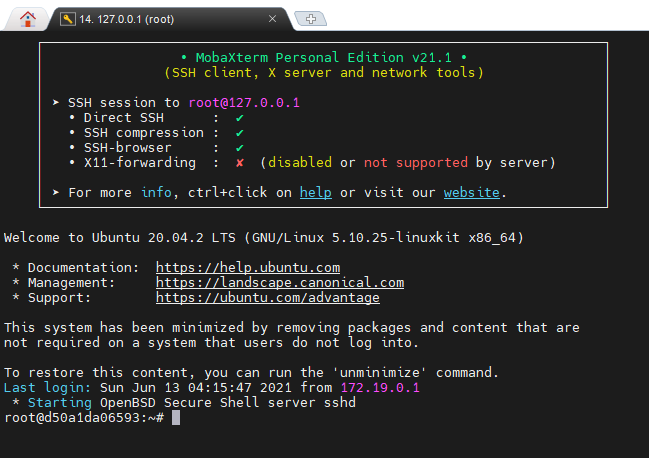 14. 127.0.0.1 (root)
• MobaXterm Personal Edition v21.1 •
(SSH client, X server and network tools)
➤ SSH session to root@127.0.0.1
• Direct SSH : ✔
• SSH compression : ✔
• SSH-browser : ✔
• X11-forwarding : ✘ (disabled or not supported by server)
➤ For more info, ctrl+click on help or visit our website.
Welcome to Ubuntu 20.04.2 LTS (GNU/Linux 5.10.25-linuxkit x86_64)
* Documentation: https://help.ubuntu.com
* Management: https://landscape.canonical.com
* Support: https://ubuntu.com/advantage
This system has been minimized by removing packages and content that are
not required on a system that users do not log into.
To restore this content, you can run the 'unminimize' command.
Last login: Sun Jun 13 04:15:47 2021 from 172.19.0.1
* Starting OpenBSD Secure Shell server sshd
root@d50a1da06593:~#